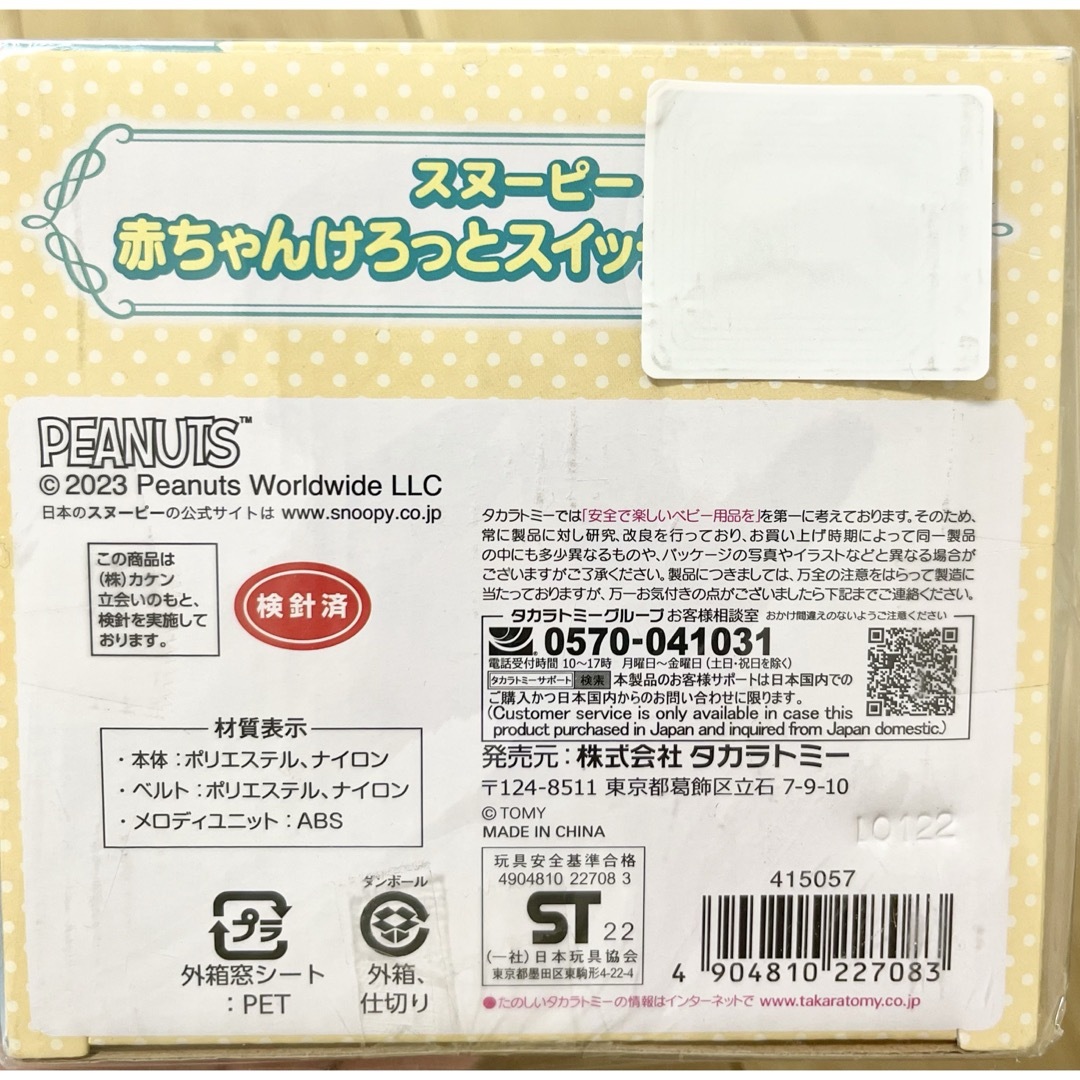 スヌーピー
赤ちゃんけろっとスイッ
PEANUTS™
© 2023 Peanuts Worldwide LLC
日本のスヌーピーの公式サイトは www.snoopy.co.jp
この商品は
(株)カケン
立会いのもと、
検針を実施して
おります。
検針済
材質表示
・本体：ポリエステル、ナイロン
・ベルト：ポリエステル、ナイロン
・メロディユニット：ABS
プラ
外箱窓シート
：PET
ダンボール
外箱、
仕切り
タカラトミーでは「安全で楽しいベビー用品を」を第一に考えております。そのため、
常に製品に対し研究、改良を行っており、お買い上げ時期によって同一製品
の中にも多少異なるものや、パッケージの写真やイラストなどと異なる場合が
ございますがご了承ください。製品につきましては、万全の注意をはらって製造に
当たっておりますが、万一お気付きの点がございましたら下記までご連絡ください。
タカラトミーグループ お客様相談室 おかけ間違えのないようご注意ください
0570-041031
電話受付時間 10〜17時 月曜日〜金曜日（土日・祝日を除く）
タカラトミーサポート 検索 本製品のお客様サポートは日本国内での
ご購入かつ日本国内からのお問い合わせに限ります。
(Customer service is only available in case this
product purchased in Japan and inquired from Japan domestic.)
発売元：株式会社 タカラトミー
〒124-8511 東京都葛飾区立石 7-9-10
© TOMY
MADE IN CHINA
10122
玩具安全基準合格
4904810 22708 3
ST 22
(一社)日本玩具協会
東京都墨田区東駒形4-22-4
415057
4 904810 227083
●たのしいタカラトミーの情報はインターネットで www.takaratomy.co.jp